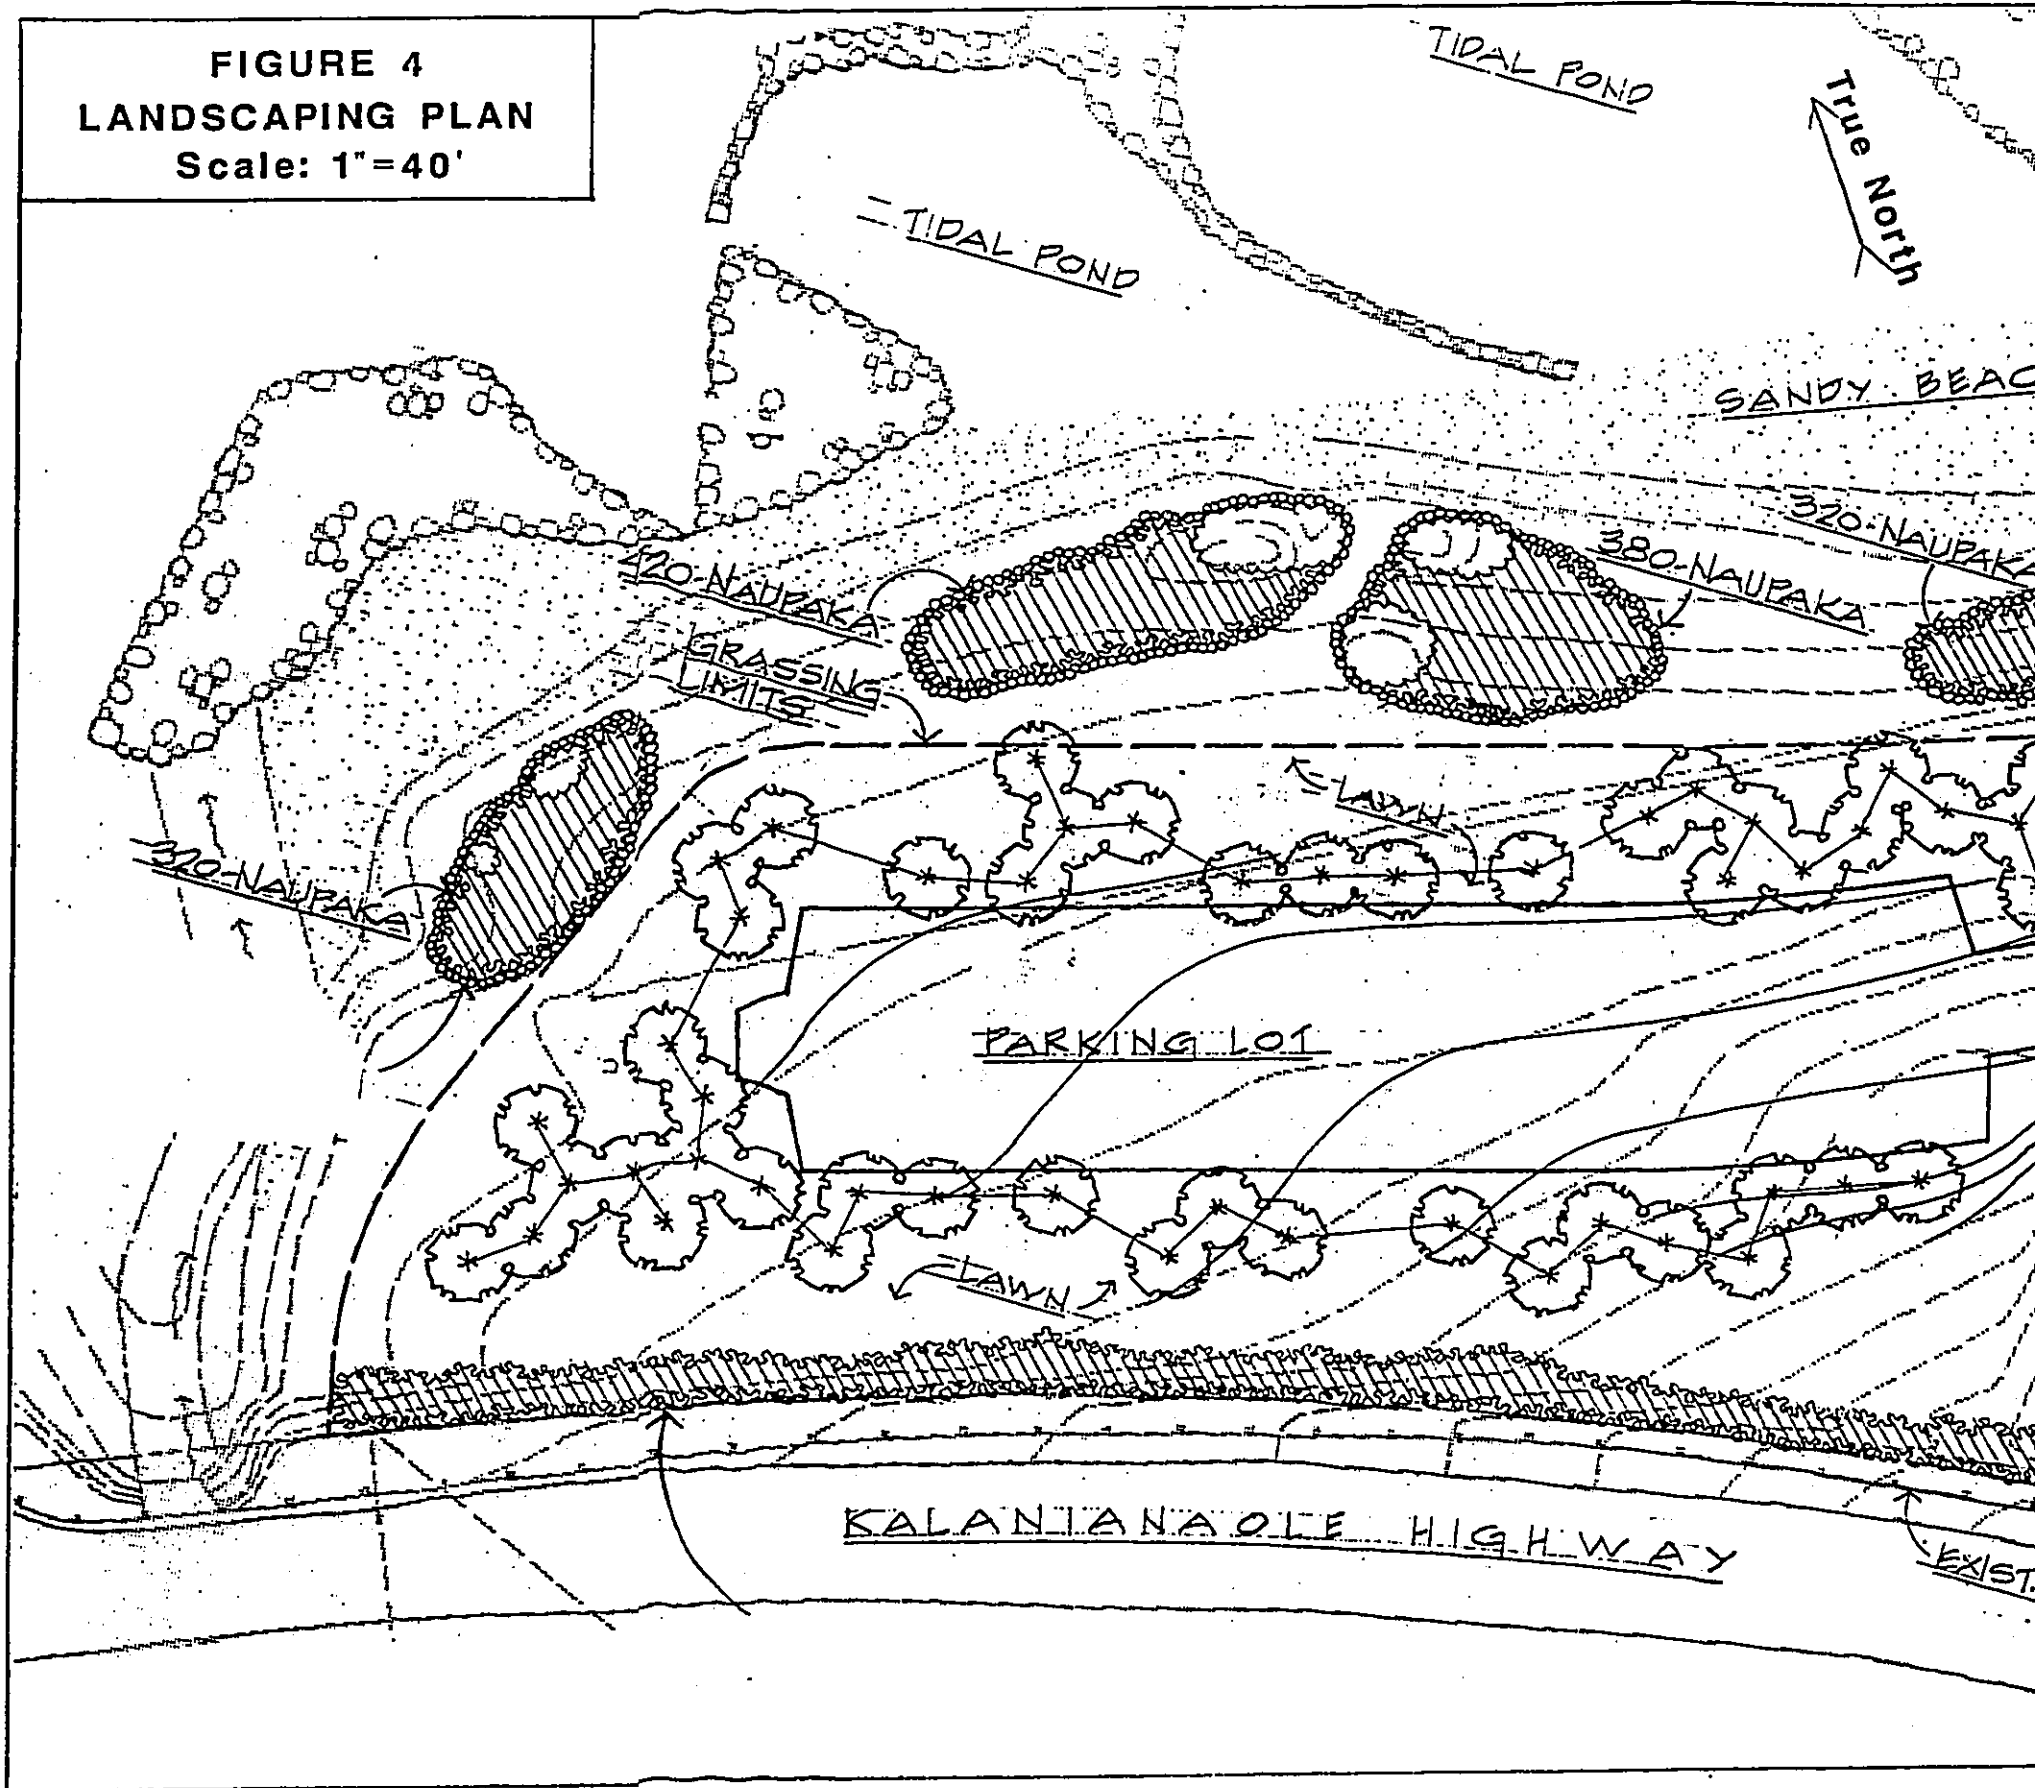 FIGURE 4
LANDSCAPING PLAN
Scale: 1"=40'
TIDAL POND
True North
TIDAL POND
SANDY BEAC
320-NAUPAKA
380-NAUPAKA
420-NAUPAKA
GRASSING
LIMITS
LAWN
320-NAUPAKA
PARKING LOT
LAWN
KALANIANAOLE HIGHWAY
EXIST.